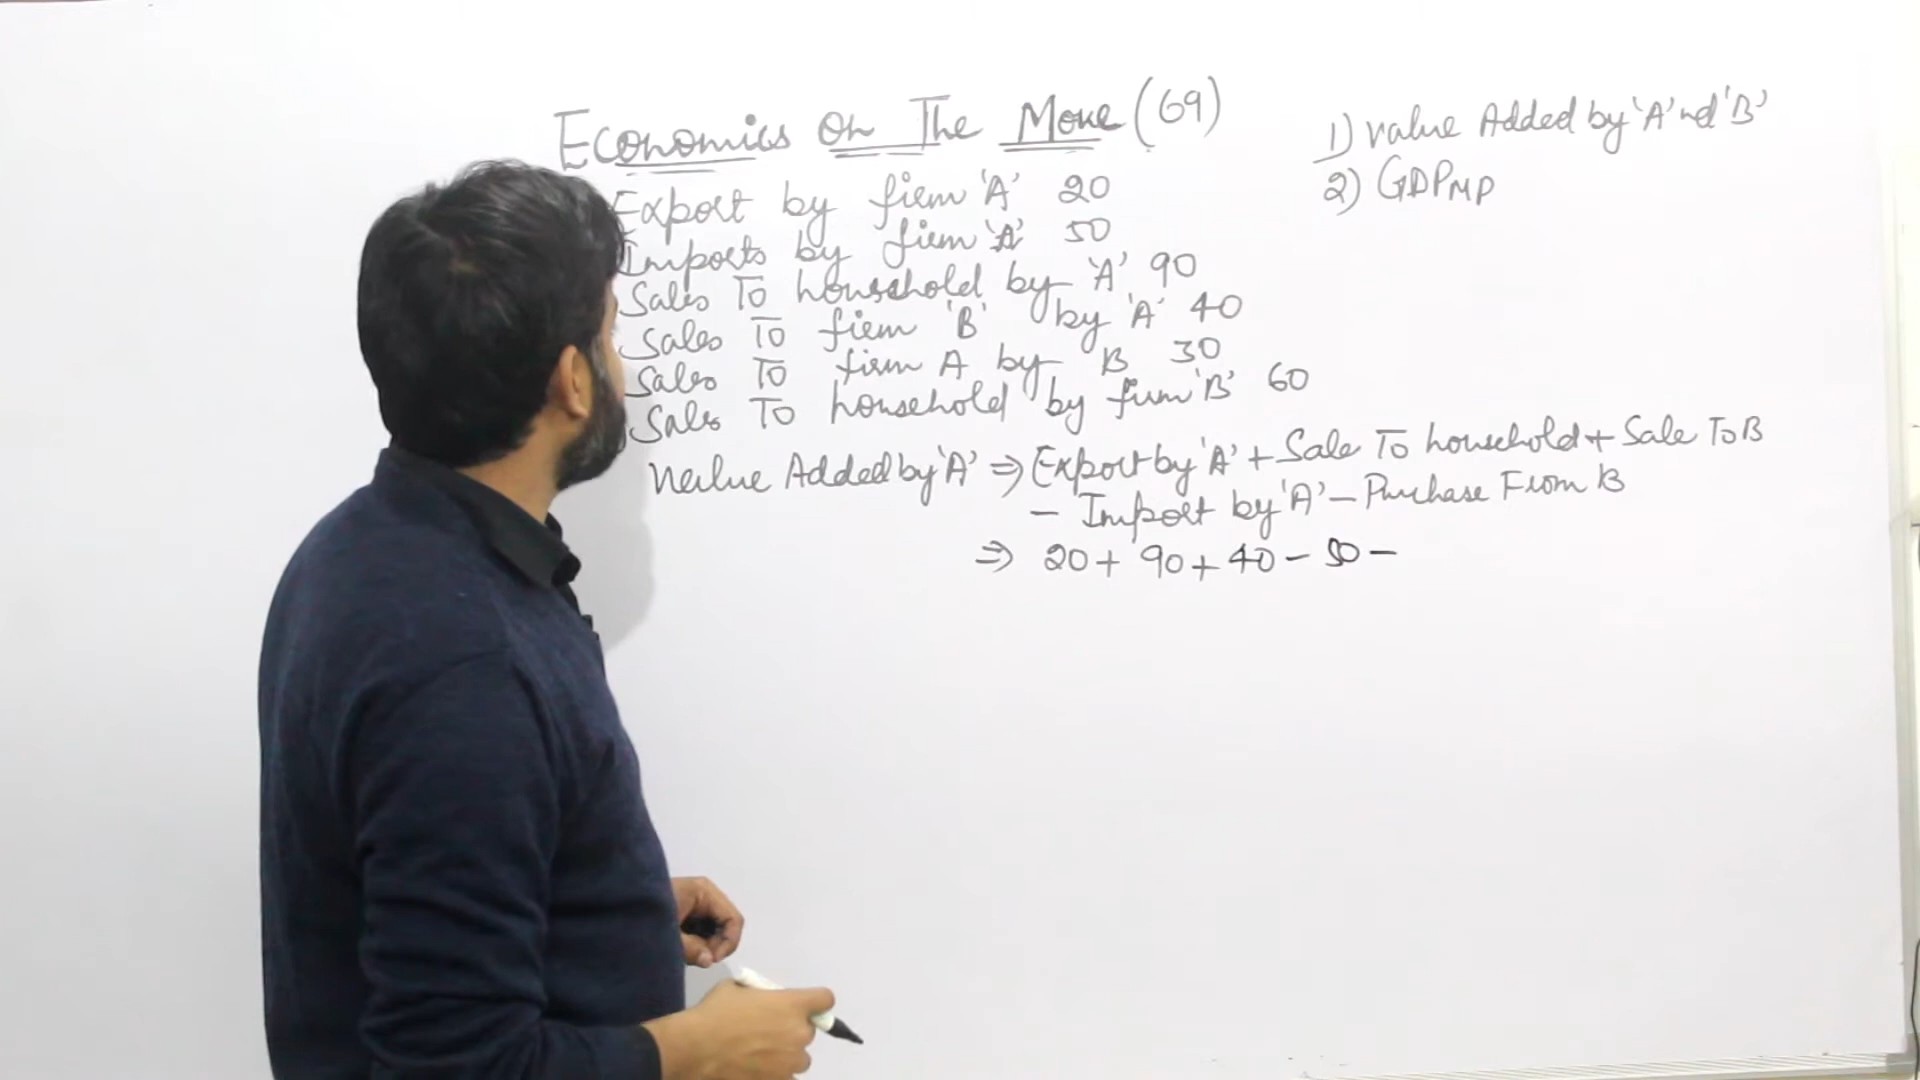 Economics On The Move (69)
1) Value Added by 'A' nd 'B'
2) GDPMP
Export by firm 'A' 20
Imports by firm 'A' 50
Sales To household by 'A' 90
Sales To firm 'B' by 'A' 40
Sales To firm A by B 30
Sales To household by firm 'B' 60
Value Added by 'A' ⇒ Export by 'A' + Sale To household + Sale To B
- Import by 'A' - Purchase From B
⇒ 20 + 90 + 40 - 50 -